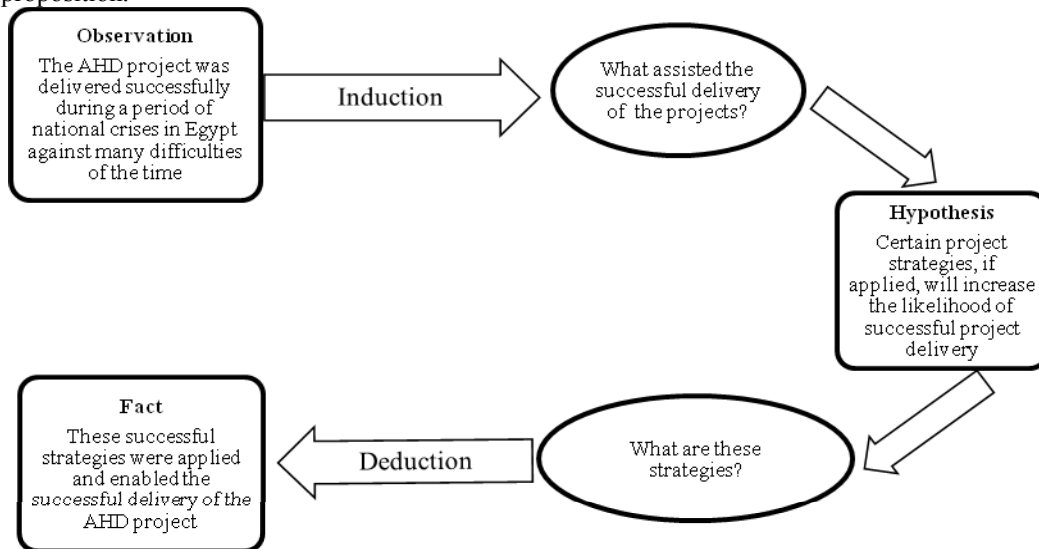 proposition.
Observation
The AHD project was
delivered successfully
during a period of
national crises in Egypt
against many difficulties
of the time
Induction
What assisted the
successful delivery
of the projects?
Hypothesis
Certain project
strategies, if
applied, will increase
the likelihood of
successful project
delivery
What are these
strategies?
Deduction
Fact
These successful
strategies were applied
and enabled the
successful delivery of the
AHD project